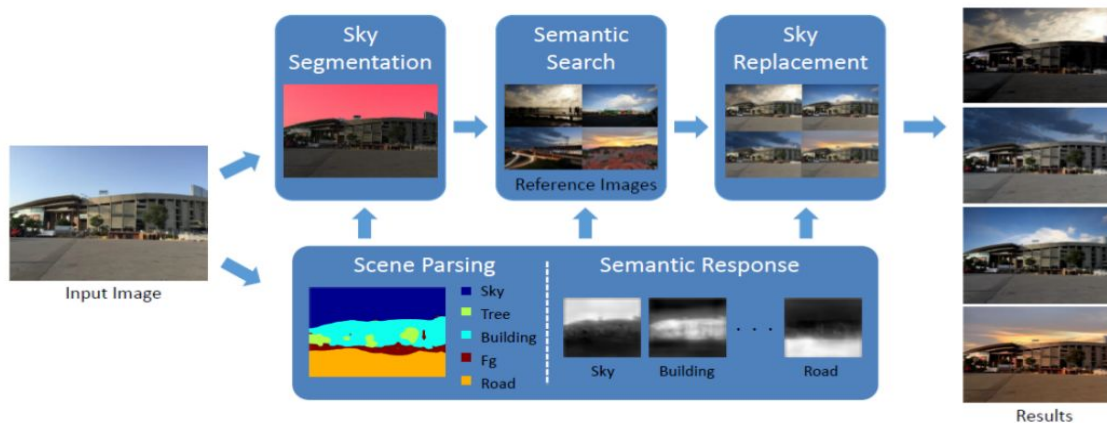 Sky
Segmentation
Semantic
Search
Reference Images
Sky
Replacement
Input Image
Scene Parsing
Sky
Tree
Building
Fg
Road
Semantic Response
Sky
Building
. . .
Road
Results